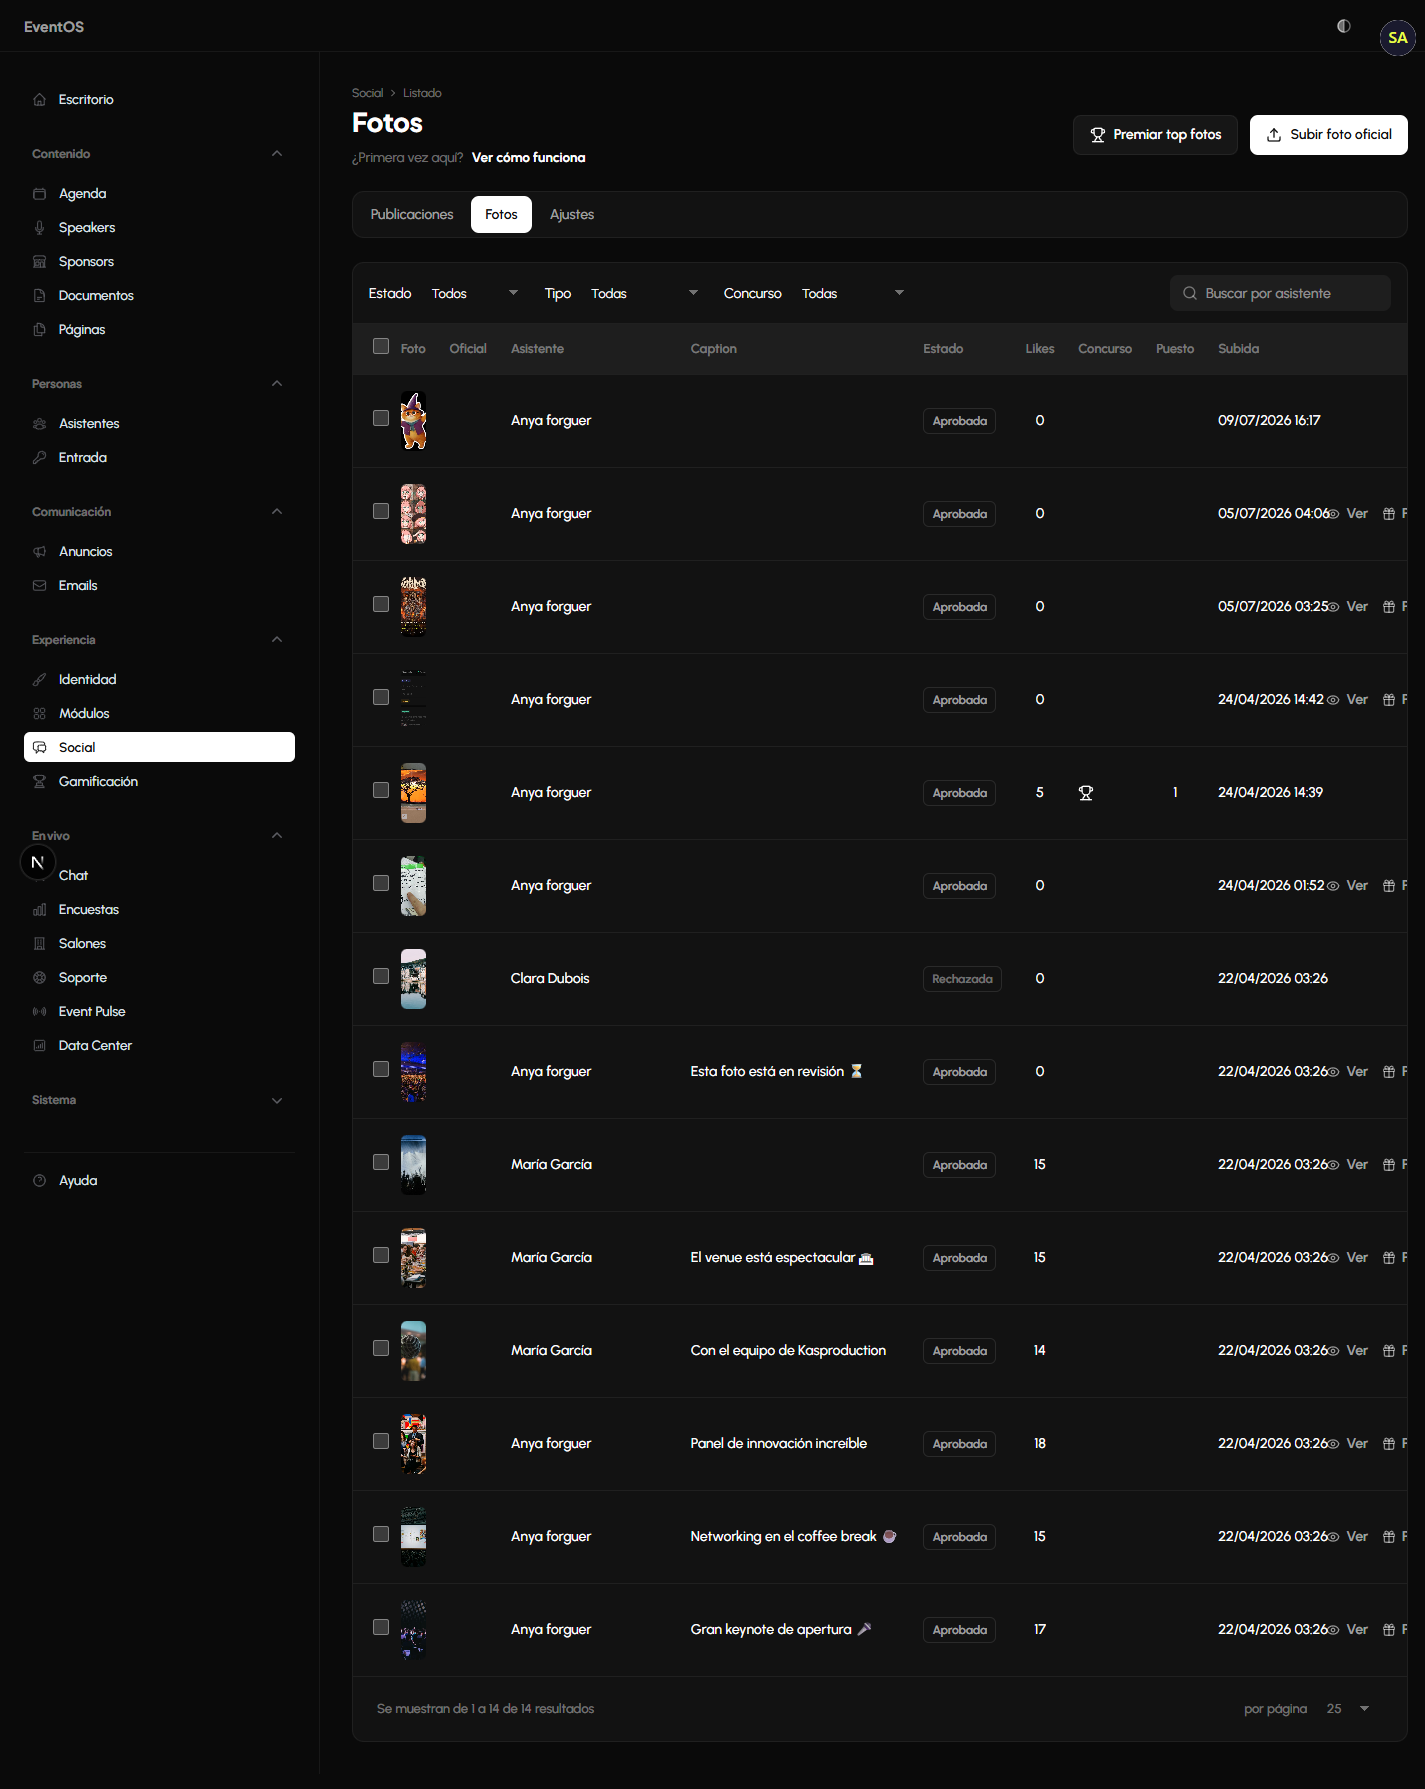 EventOS
SA
Escritorio
Contenido
Agenda
Speakers
Sponsors
Documentos
Páginas
Personas
Asistentes
Entrada
Comunicación
Anuncios
Emails
Experiencia
Identidad
Módulos
Social
Gamificación
En vivo
N
Chat
Encuestas
Salones
Soporte
Event Pulse
Data Center
Sistema
Ayuda
Social > Listado
Fotos
¿Primera vez aquí? Ver cómo funciona
Premiar top fotos
Subir foto oficial
Publicaciones Fotos Ajustes
Estado Todos Tipo Todas Concurso Todas Buscar por asistente
Foto Oficial Asistente Caption Estado Likes Concurso Puesto Subida
Anya forguer Aprobada 0 09/07/2026 16:17
Anya forguer Aprobada 0 05/07/2026 04:06 Ver
Anya forguer Aprobada 0 05/07/2026 03:25 Ver
Anya forguer Aprobada 0 24/04/2026 14:42 Ver
Anya forguer Aprobada 5 1 24/04/2026 14:39
Anya forguer Aprobada 0 24/04/2026 01:52 Ver
Clara Dubois Rechazada 0 22/04/2026 03:26
Anya forguer Esta foto está en revisión ⏳ Aprobada 0 22/04/2026 03:26 Ver
María García Aprobada 15 22/04/2026 03:26 Ver
María García El venue está espectacular Aprobada 15 22/04/2026 03:26 Ver
María García Con el equipo de Kasproduction Aprobada 14 22/04/2026 03:26 Ver
Anya forguer Panel de innovación increíble Aprobada 18 22/04/2026 03:26 Ver
Anya forguer Networking en el coffee break ☕ Aprobada 15 22/04/2026 03:26 Ver
Anya forguer Gran keynote de apertura 🎤 Aprobada 17 22/04/2026 03:26 Ver
Se muestran de 1 a 14 de 14 resultados
por página 25